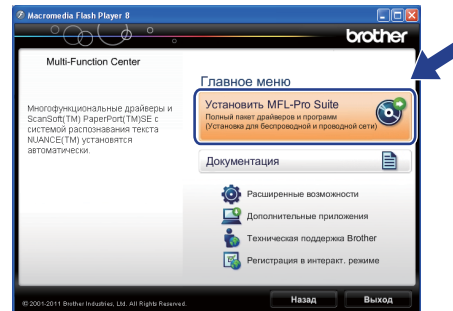 Macromedia Flash Player 8
brother
Multi-Function Center
Главное меню
Многофункциональные драйверы и
ScanSoft(TM) PaperPort(TM)SE с
системой распознавания текста
NUANCE(TM) установятся
автоматически.
Установить MFL-Pro Suite
Полный пакет драйверов и программ
(Установка для беспроводной и проводной сети)
Документация
Расширенные возможности
Дополнительные приложения
Техническая поддержка Brother
Регистрация в интеракт. режиме
© 2001-2011 Brother Industries, Ltd. All Rights Reserved.
Назад
Выход